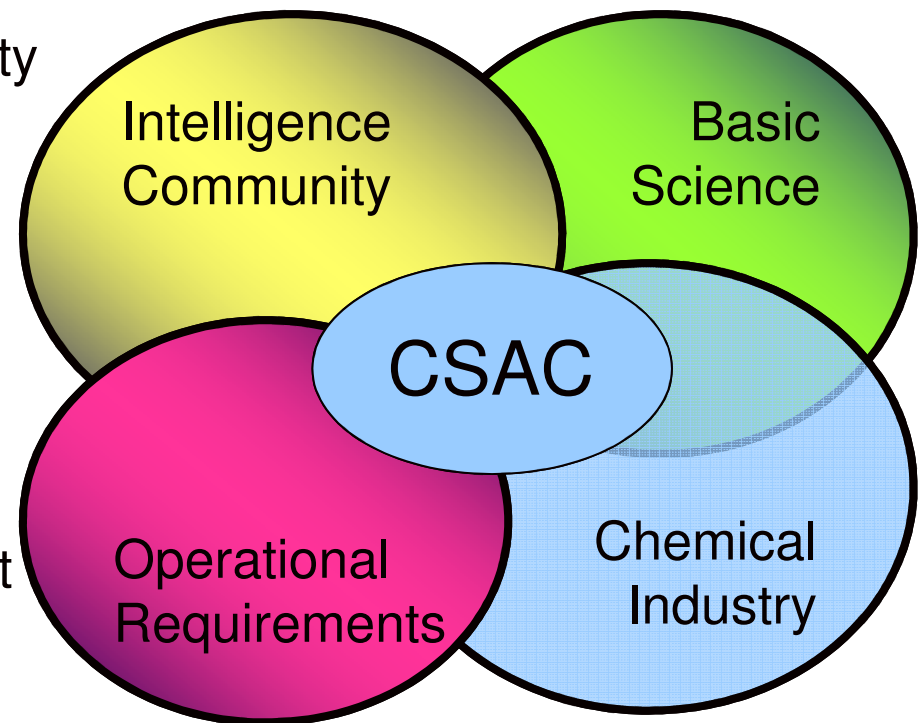 ty
Intelligence
Community
Basic
Science
CSAC
t
Operational
Requirements
Chemical
Industry